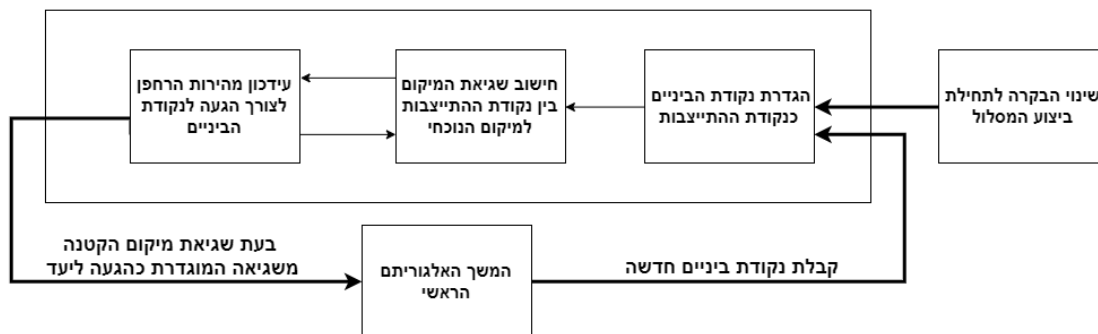 שינוי הבקרה לתחילת
ביצוע המסלול
הגדרת נקודת הביניים
כנקודת ההתייצבות
חישוב שגיאת המיקום
בין נקודת ההתייצבות
למיקום הנוכחי
עידכון מהירות הרחפן
לצורך הגעה לנקודת
הביניים
בעת שגיאת מיקום הקטנה
משגיאה המוגדרת כהגעה ליעד
המשך האלגוריתם
הראשי
קבלת נקודת ביניים חדשה